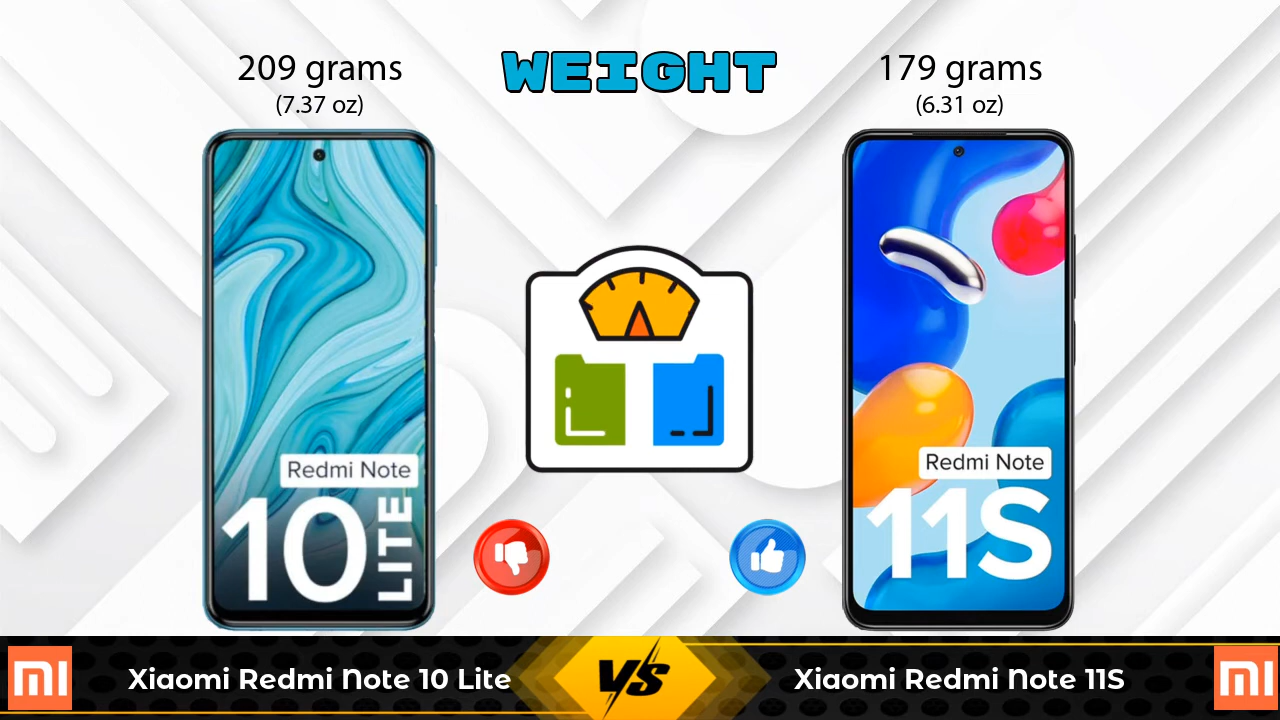 WEIGHT
209 grams
(7.37 oz)
179 grams
(6.31 oz)
Redmi Note
10 LITE
Redmi Note
11S
mi
Xiaomi Redmi Note 10 Lite
VS
Xiaomi Redmi Note 11S
mi